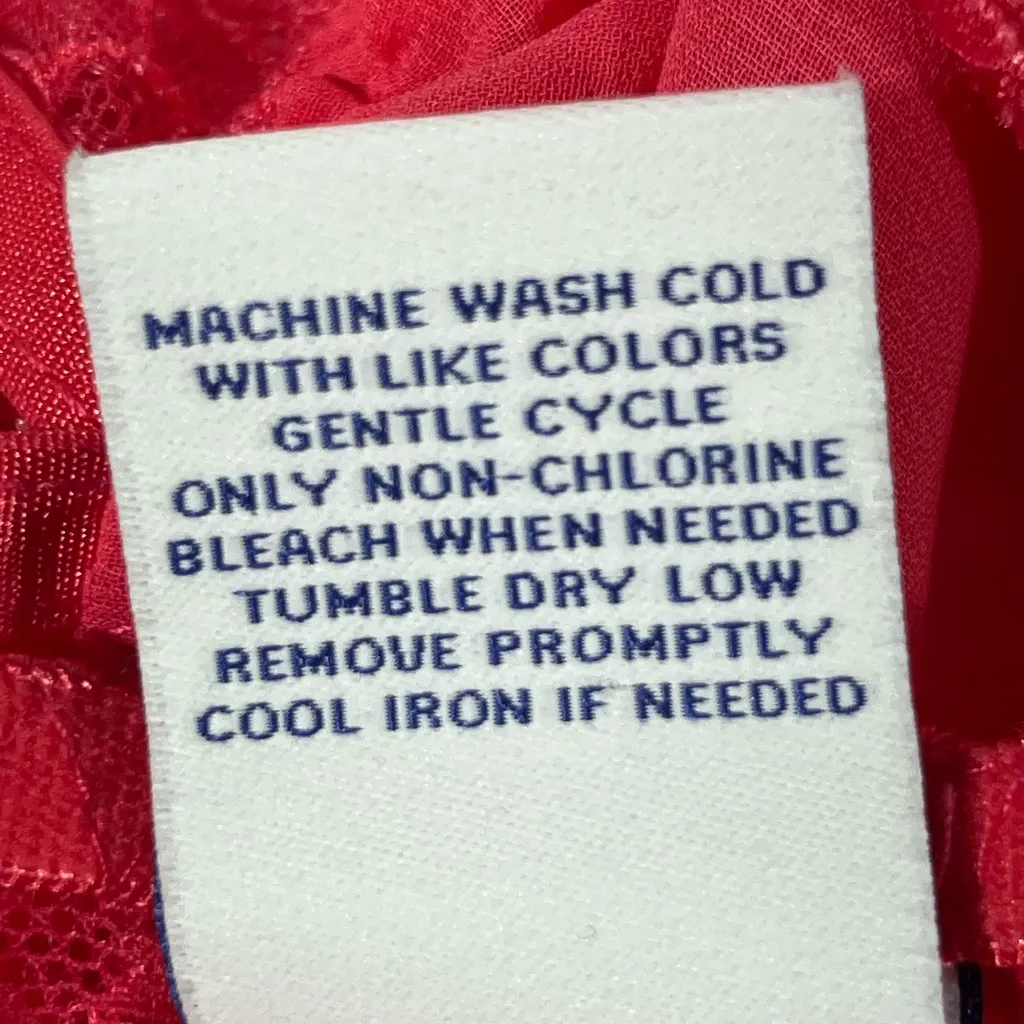 MACHINE WASH COLD
WITH LIKE COLORS
GENTLE CYCLE
ONLY NON-CHLORINE
BLEACH WHEN NEEDED
TUMBLE DRY LOW
REMOVE PROMPTLY
COOL IRON IF NEEDED